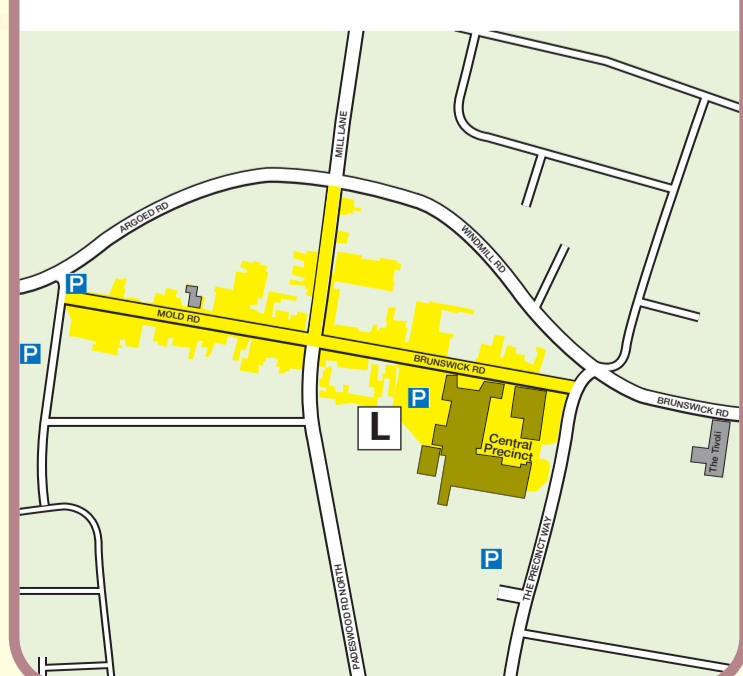 MILL LANE
ARGOED RD
WINDMILL RD
P
MOLD RD
P
BRUNSWICK RD
P
BRUNSWICK RD
L
Central
Precinct
The Tivoli
P
THE PRECINCT WAY
PADESWOOD RD NORTH